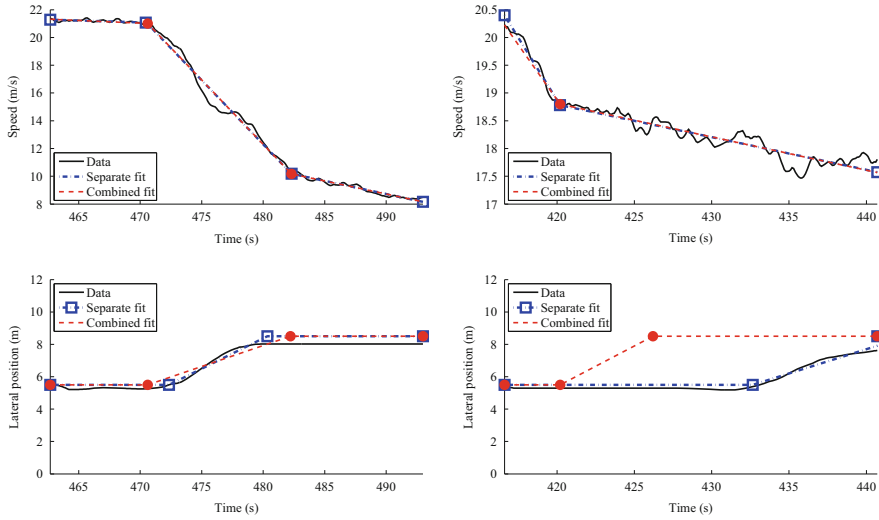 22
20
18
16
14
12
10
8
Speed (m/s)
Data
Separate fit
Combined fit
465 470 475 480 485 490
Time (s)
20.5
20
19.5
19
18.5
18
17.5
17
Speed (m/s)
Data
Separate fit
Combined fit
420 425 430 435 440
Time (s)
12
10
8
6
4
2
0
Lateral position (m)
Data
Separate fit
Combined fit
465 470 475 480 485 490
Time (s)
12
10
8
6
4
2
0
Lateral position (m)
Data
Separate fit
Combined fit
420 425 430 435 440
Time (s)